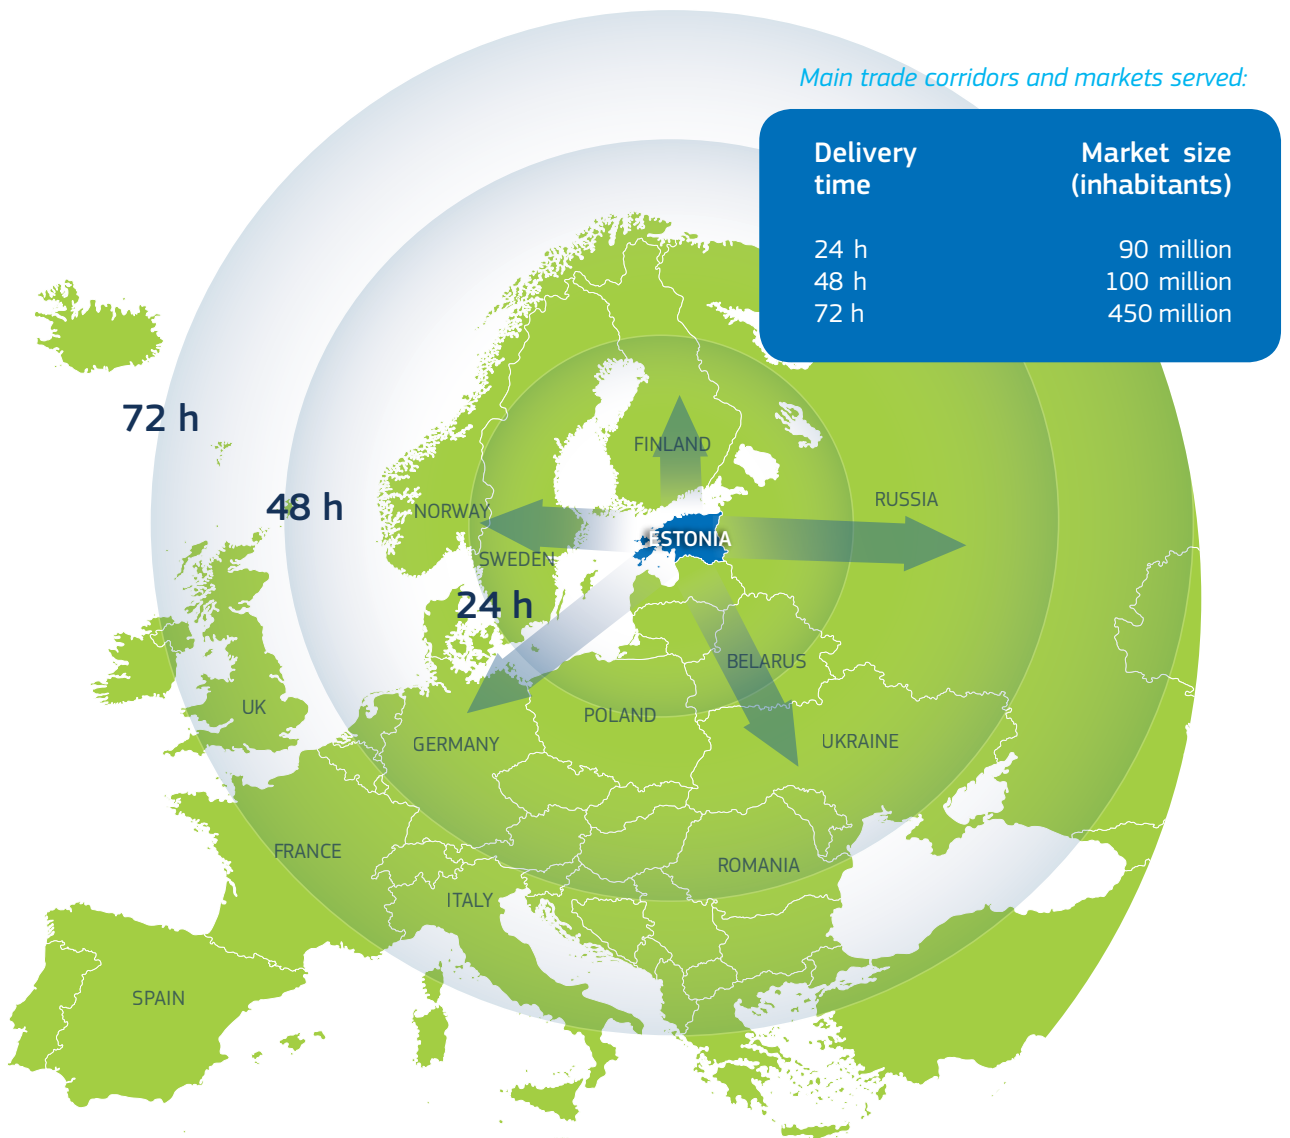 Main trade corridors and markets served:
Delivery time
Market size (inhabitants)
24 h 90 million
48 h 100 million
72 h 450 million
72 h
48 h
24 h
FINLAND
NORWAY
RUSSIA
ESTONIA
SWEDEN
BELARUS
UK
POLAND
GERMANY
UKRAINE
FRANCE
ROMANIA
ITALY
SPAIN